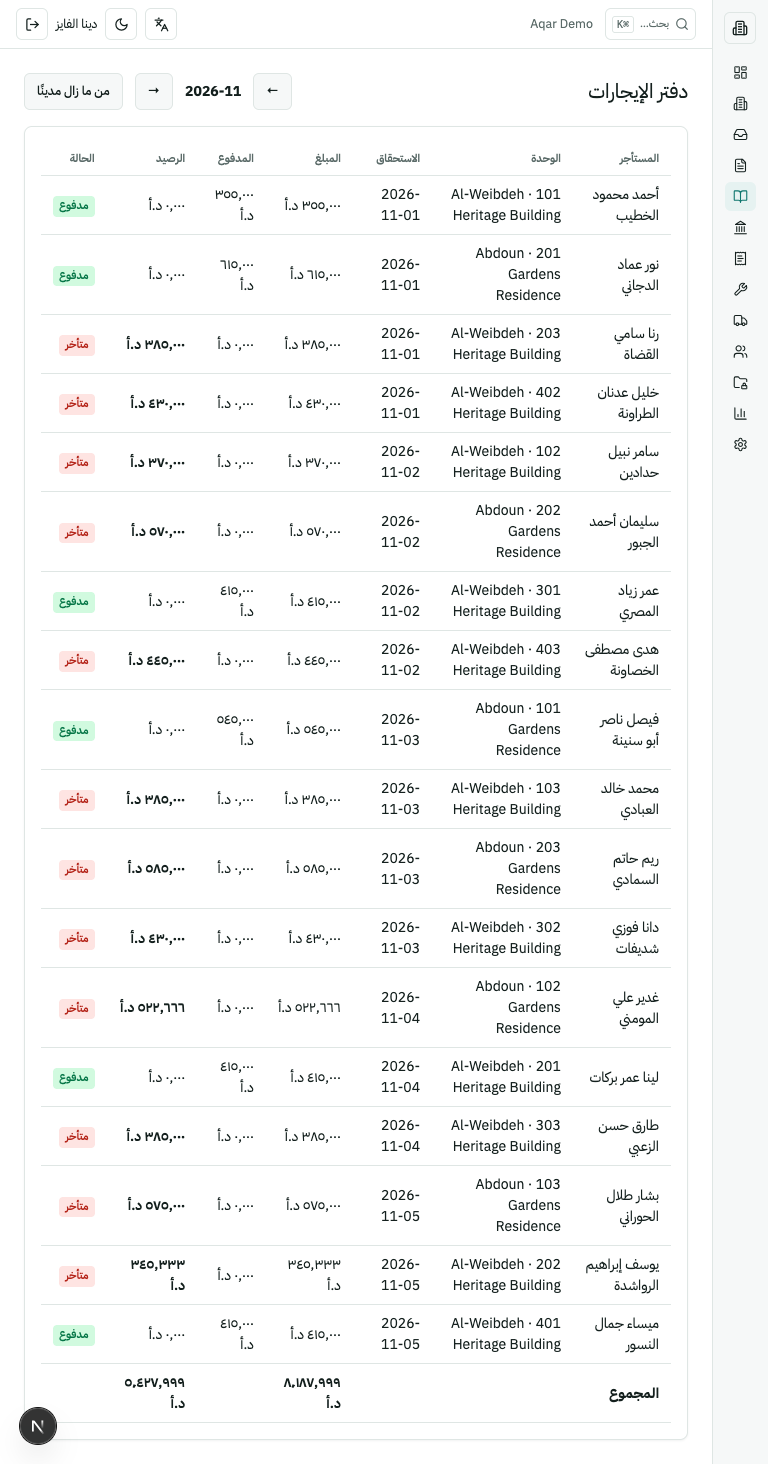 دينا الفايز
Aqar Demo
بحث... ⌘K
دفتر الإيجارات
← 2026-11 →
من ما زال مدينًا
المستأجر الوحدة الاستحقاق المبلغ المدفوع الرصيد الحالة
أحمد محمود الخطيب Al-Weibdeh · 101 Heritage Building 2026-11-01 ٣٥٥,٠٠٠ د.أ ٣٥٥,٠٠٠ د.أ ٠,٠٠٠ د.أ مدفوع
نور عماد الدجاني Abdoun · 201 Gardens Residence 2026-11-01 ٦١٥,٠٠٠ د.أ ٦١٥,٠٠٠ د.أ ٠,٠٠٠ د.أ مدفوع
رنا سامي القضاة Al-Weibdeh · 203 Heritage Building 2026-11-01 ٣٨٥,٠٠٠ د.أ ٠,٠٠٠ د.أ ٣٨٥,٠٠٠ د.أ متأخر
خليل عدنان الطراونة Al-Weibdeh · 402 Heritage Building 2026-11-01 ٤٣٠,٠٠٠ د.أ ٠,٠٠٠ د.أ ٤٣٠,٠٠٠ د.أ متأخر
سامر نبيل حدادين Al-Weibdeh · 102 Heritage Building 2026-11-02 ٣٧٠,٠٠٠ د.أ ٠,٠٠٠ د.أ ٣٧٠,٠٠٠ د.أ متأخر
سليمان أحمد الجبور Abdoun · 202 Gardens Residence 2026-11-02 ٥٧٠,٠٠٠ د.أ ٠,٠٠٠ د.أ ٥٧٠,٠٠٠ د.أ متأخر
عمر زياد المصري Al-Weibdeh · 301 Heritage Building 2026-11-02 ٤١٥,٠٠٠ د.أ ٤١٥,٠٠٠ د.أ ٠,٠٠٠ د.أ مدفوع
هدى مصطفى الخصاونة Al-Weibdeh · 403 Heritage Building 2026-11-02 ٤٤٥,٠٠٠ د.أ ٠,٠٠٠ د.أ ٤٤٥,٠٠٠ د.أ متأخر
فيصل ناصر أبو سنينة Abdoun · 101 Gardens Residence 2026-11-03 ٥٤٥,٠٠٠ د.أ ٥٤٥,٠٠٠ د.أ ٠,٠٠٠ د.أ مدفوع
محمد خالد العبادي Al-Weibdeh · 103 Heritage Building 2026-11-03 ٣٨٥,٠٠٠ د.أ ٠,٠٠٠ د.أ ٣٨٥,٠٠٠ د.أ متأخر
ريم حاتم السمادي Abdoun · 203 Gardens Residence 2026-11-03 ٥٨٥,٠٠٠ د.أ ٠,٠٠٠ د.أ ٥٨٥,٠٠٠ د.أ متأخر
دانا فوزي شديفات Al-Weibdeh · 302 Heritage Building 2026-11-03 ٤٣٠,٠٠٠ د.أ ٠,٠٠٠ د.أ ٤٣٠,٠٠٠ د.أ متأخر
غدير علي المومني Abdoun · 102 Gardens Residence 2026-11-04 ٥٢٢,٦٦٦ د.أ ٠,٠٠٠ د.أ ٥٢٢,٦٦٦ د.أ متأخر
لينا عمر بركات Al-Weibdeh · 201 Heritage Building 2026-11-04 ٤١٥,٠٠٠ د.أ ٤١٥,٠٠٠ د.أ ٠,٠٠٠ د.أ مدفوع
طارق حسن الزعبي Al-Weibdeh · 303 Heritage Building 2026-11-04 ٣٨٥,٠٠٠ د.أ ٠,٠٠٠ د.أ ٣٨٥,٠٠٠ د.أ متأخر
بشار طلال الحوراني Abdoun · 103 Gardens Residence 2026-11-05 ٥٧٥,٠٠٠ د.أ ٠,٠٠٠ د.أ ٥٧٥,٠٠٠ د.أ متأخر
يوسف إبراهيم الرواشدة Al-Weibdeh · 202 Heritage Building 2026-11-05 ٣٤٥,٣٣٣ د.أ ٠,٠٠٠ د.أ ٣٤٥,٣٣٣ د.أ متأخر
ميساء جمال النسور Al-Weibdeh · 401 Heritage Building 2026-11-05 ٤١٥,٠٠٠ د.أ ٤١٥,٠٠٠ د.أ ٠,٠٠٠ د.أ مدفوع
المجموع ٨,١٨٧,٩٩٩ د.أ ٥,٤٢٧,٩٩٩ د.أ
N